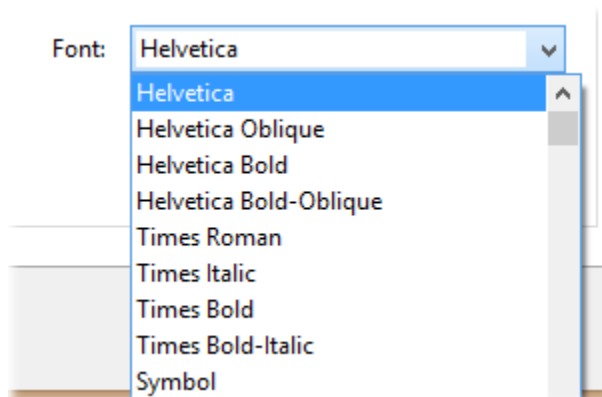 Font: Helvetica
Helvetica
Helvetica Oblique
Helvetica Bold
Helvetica Bold-Oblique
Times Roman
Times Italic
Times Bold
Times Bold-Italic
Symbol